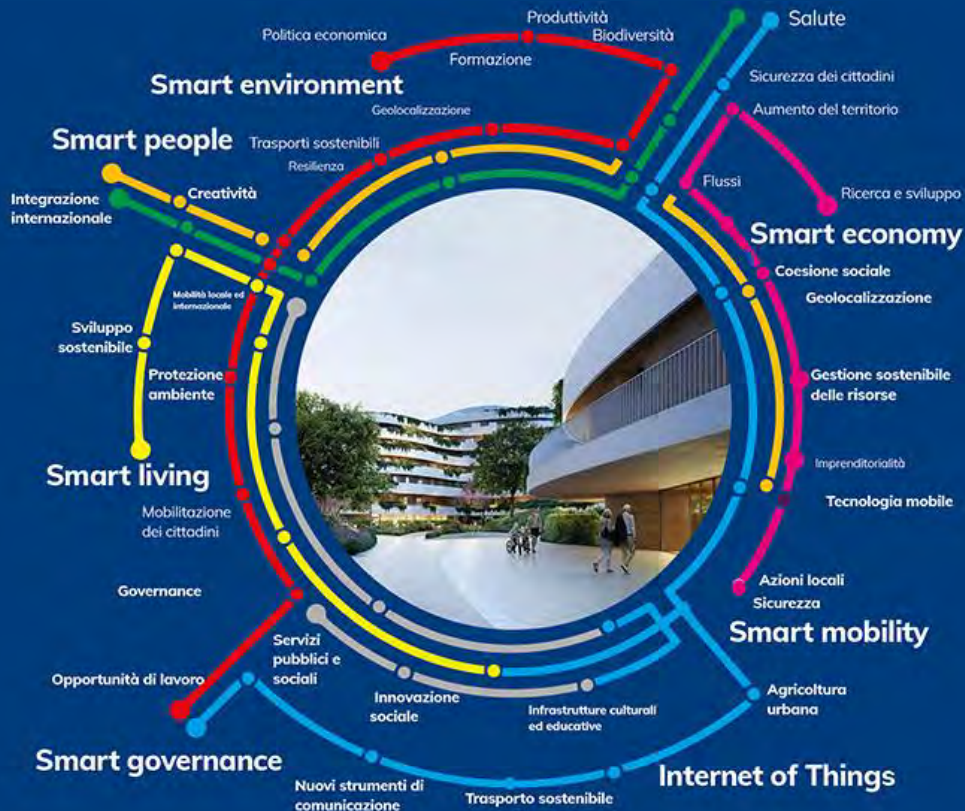 Produttività
Salute
Politica economica
Biodiversità
Formazione
Smart environment
Sicurezza dei cittadini
Geolocalizzazione
Aumento del territorio
Smart people
Trasporti sostenibili
Resilienza
Flussi
Creatività
Ricerca e sviluppo
Integrazione
internazionale
Smart economy
Coesione sociale
Mobilità locale ed
internazionale
Geolocalizzazione
Sviluppo
sostenibile
Protezione
ambiente
Gestione sostenibile
delle risorse
Smart living
Imprenditorialità
Tecnologia mobile
Mobilitazione
dei cittadini
Azioni locali
Governance
Sicurezza
Smart mobility
Servizi
pubblici e
sociali
Opportunità di lavoro
Innovazione
sociale
Infrastrutture culturali
ed educative
Agricoltura
urbana
Smart governance
Internet of Things
Nuovi strumenti di
comunicazione
Trasporto sostenibile